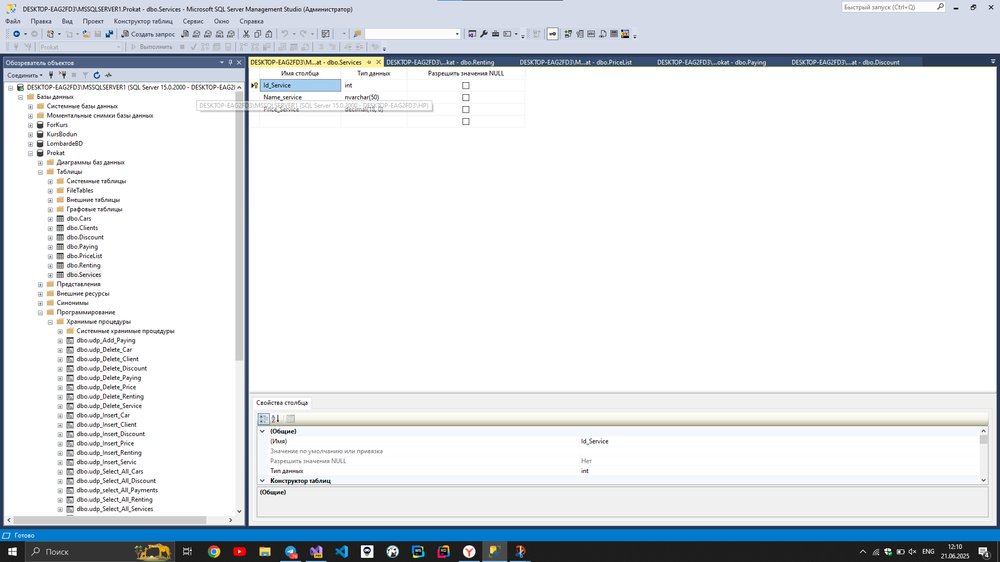 DESKTOP-EAG2FD3\MSSQLSERVER1.Prokat - dbo.Services - Microsoft SQL Server Management Studio (Администратор)
Быстрый запуск (Ctrl+Q)
Файл Правка Вид Проект Конструктор таблиц Сервис Окно Справка
Создать запрос MDX DMX XMLA DAX
Prokat Выполнить
Обозреватель объектов
Соединить
DESKTOP-EAG2FD3\MSSQLSERVER1 (SQL Server 15.0.2000 - DESKTOP-EAG2
Базы данных
Системные базы данных
Моментальные снимки базы данных
ForKurs
KursBodun
LombardeBD
Prokat
Диаграммы баз данных
Таблицы
Системные таблицы
FileTables
Внешние таблицы
Графовые таблицы
dbo.Cars
dbo.Clients
dbo.Discount
dbo.Paying
dbo.PriceList
dbo.Renting
dbo.Services
Представления
Внешние ресурсы
Синонимы
Программирование
Хранимые процедуры
Системные хранимые процедуры
dbo.udp_Add_Paying
dbo.udp_Delete_Car
dbo.udp_Delete_Client
dbo.udp_Delete_Discount
dbo.udp_Delete_Paying
dbo.udp_Delete_Price
dbo.udp_Delete_Renting
dbo.udp_Delete_Service
dbo.udp_Insert_Car
dbo.udp_Insert_Client
dbo.udp_Insert_Discount
dbo.udp_Insert_Price
dbo.udp_Insert_Renting
dbo.udp_Insert_Servic
dbo.udp_Select_All_Cars
dbo.udp_Select_All_Discount
dbo.udp_select_All_Payments
dbo.udp_Select_All_Renting
dbo.udp_Select_All_Services
DESKTOP-EAG2FD3\M...at - dbo.Services DESKTOP-EAG2FD3\...kat - dbo.Renting DESKTOP-EAG2FD3\M...at - dbo.PriceList DESKTOP-EAG2FD3\...okat - dbo.Paying DESKTOP-EAG2FD3\...at - dbo.Discount
Имя столбца Тип данных Разрешить значения NULL
Id_Service int
Name_service nvarchar(50)
DESKTOP-EAG2FD3\MSSQLSERVER1 (SQL Server 15.0.2000 - DESKTOP-EAG2FD3\HP)
Price_Service decimal(18, 0)
Свойства столбца
(Общие)
(Имя) Id_Service
Значение по умолчанию или привязка
Разрешить значения NULL Нет
Тип данных int
Конструктор таблиц
(Общие)
Готово
Поиск
76
PRE
WS
RD
ENG
12:10
21.06.2025
4